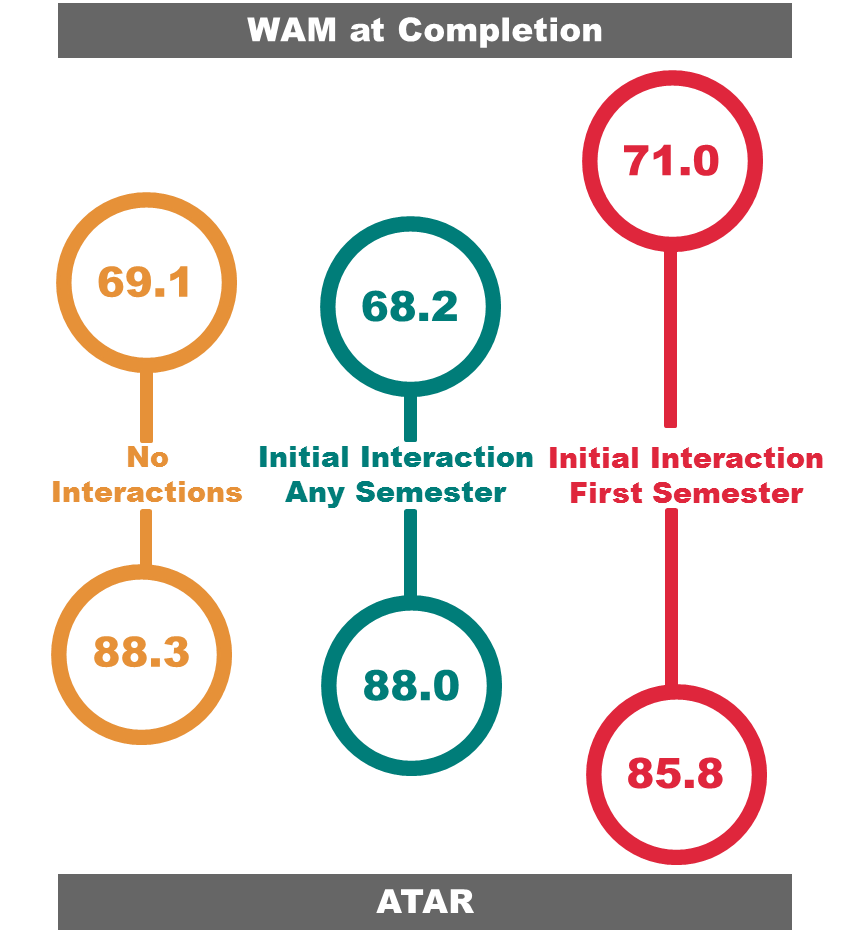 WAM at Completion
69.1
68.2
71.0
No
Interactions
Initial Interaction
Any Semester
Initial Interaction
First Semester
88.3
88.0
85.8
ATAR